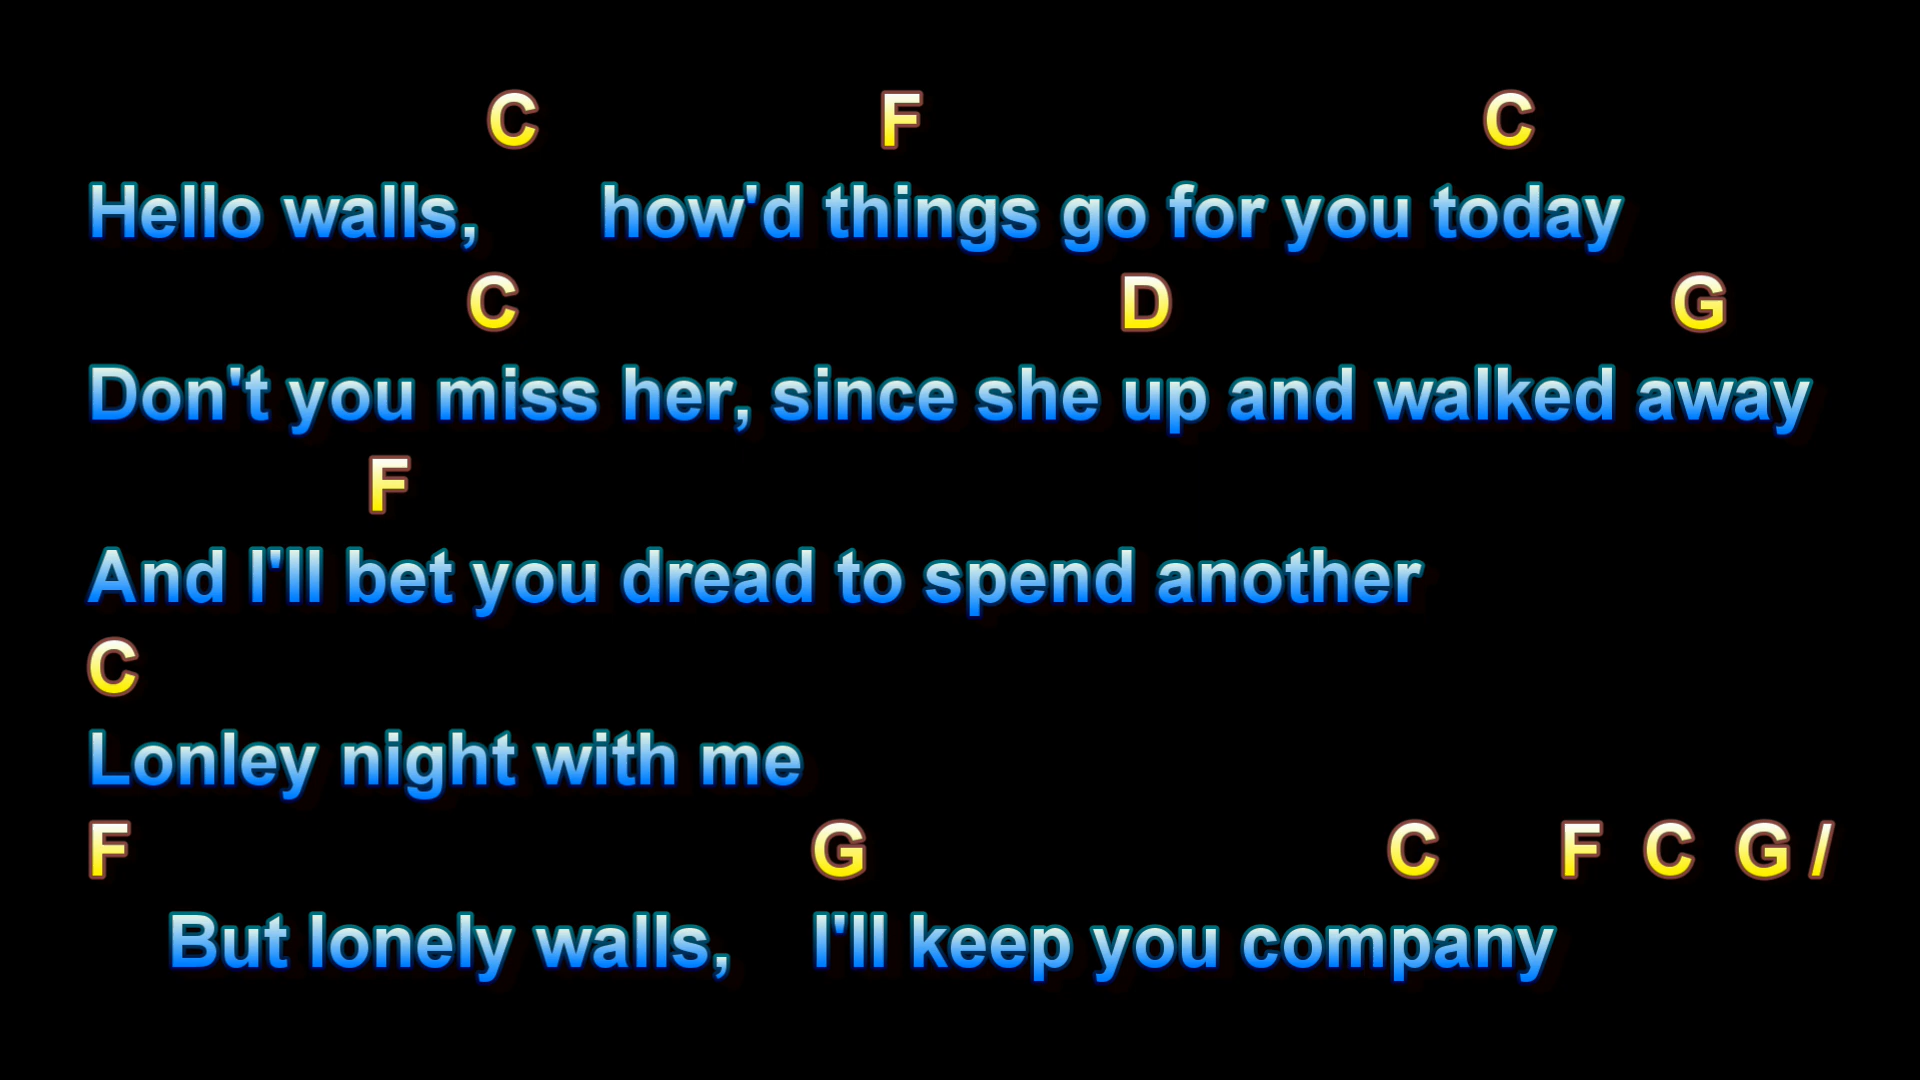 C F C
Hello walls, how'd things go for you today
C D G
Don't you miss her, since she up and walked away
F
And I'll bet you dread to spend another
C
Lonley night with me
F G C F C G /
But lonely walls, I'll keep you company